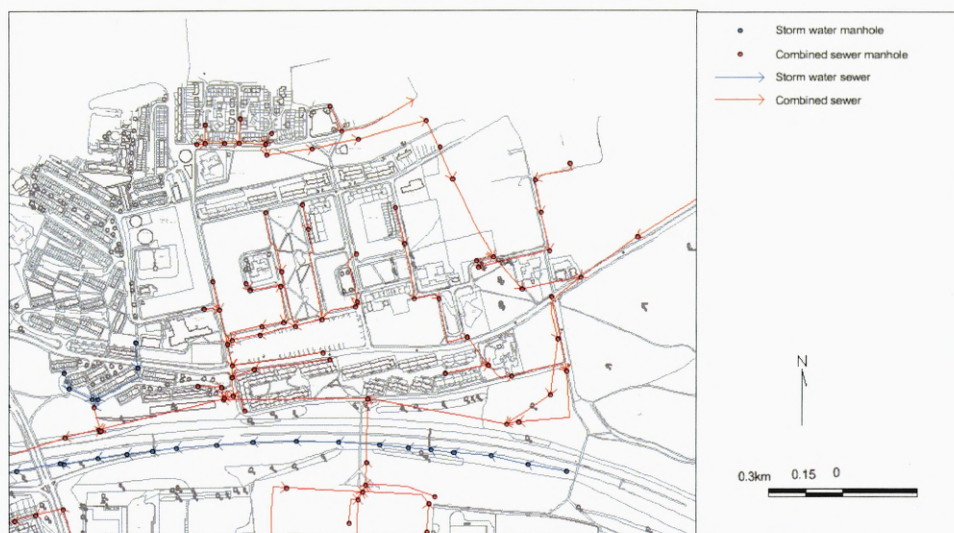 Storm water manhole
Combined sewer manhole
Storm water sewer
Combined sewer
N
0.3km 0.15 0